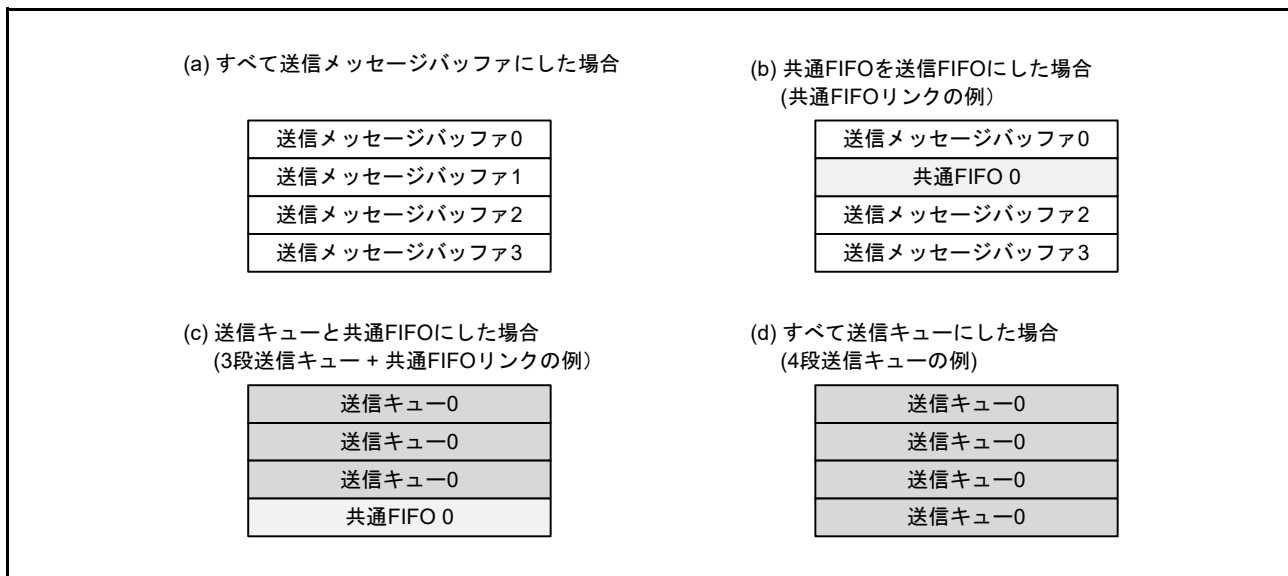 (a) すべて送信メッセージバッファにした場合
送信メッセージバッファ0
送信メッセージバッファ1
送信メッセージバッファ2
送信メッセージバッファ3
(b) 共通FIFOを送信FIFOにした場合
(共通FIFOリンクの例)
送信メッセージバッファ0
共通FIFO 0
送信メッセージバッファ2
送信メッセージバッファ3
(c) 送信キューと共通FIFOにした場合
(3段送信キュー + 共通FIFOリンクの例)
送信キュー0
送信キュー0
送信キュー0
共通FIFO 0
(d) すべて送信キューにした場合
(4段送信キューの例)
送信キュー0
送信キュー0
送信キュー0
送信キュー0